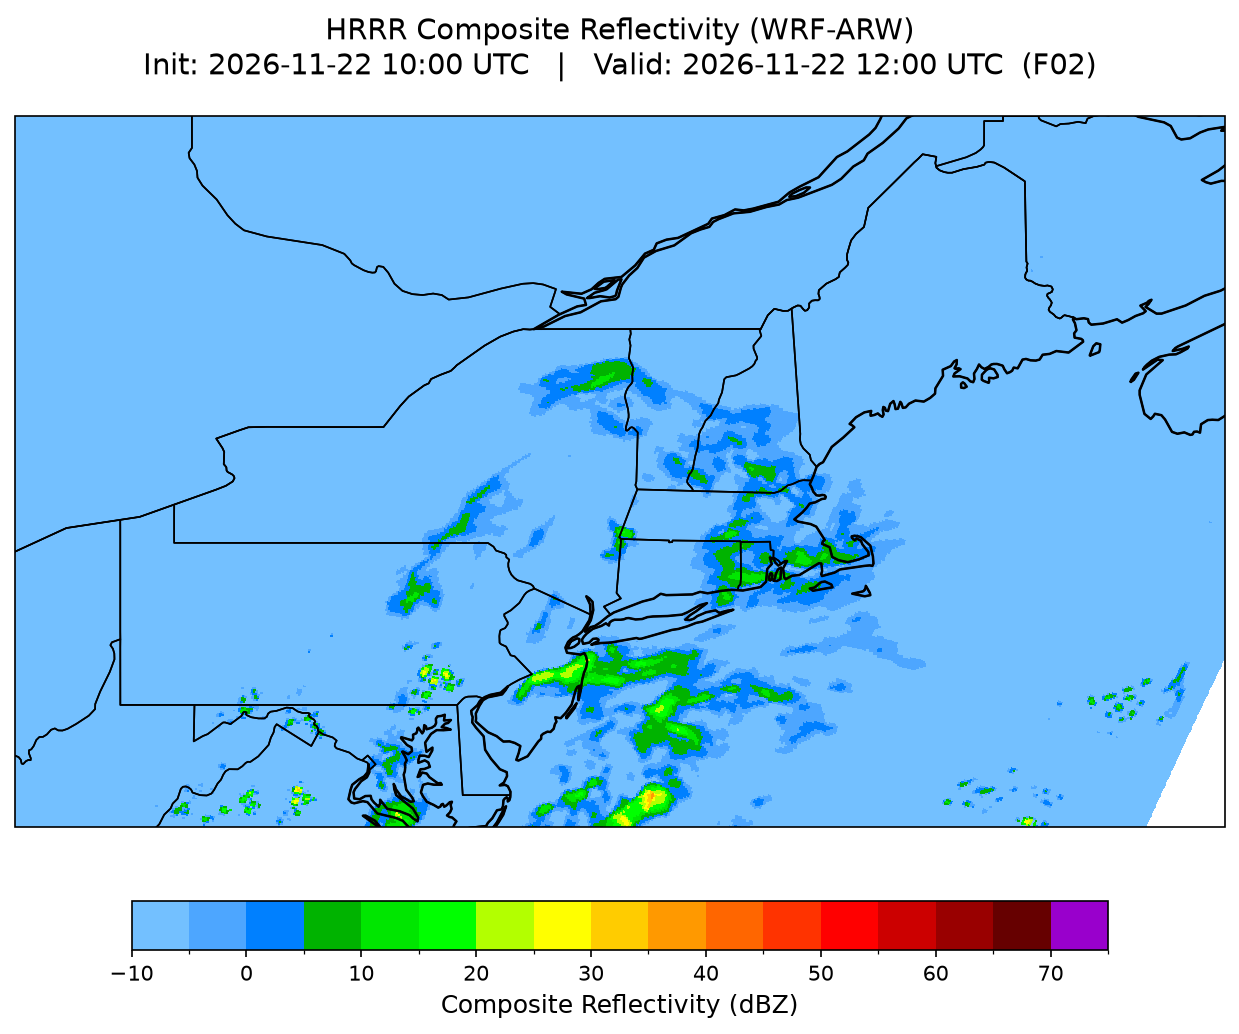 HRRR Composite Reflectivity (WRF-ARW)
Init: 2026-11-22 10:00 UTC   |   Valid: 2026-11-22 12:00 UTC  (F02)
−10 0 10 20 30 40 50 60 70
Composite Reflectivity (dBZ)